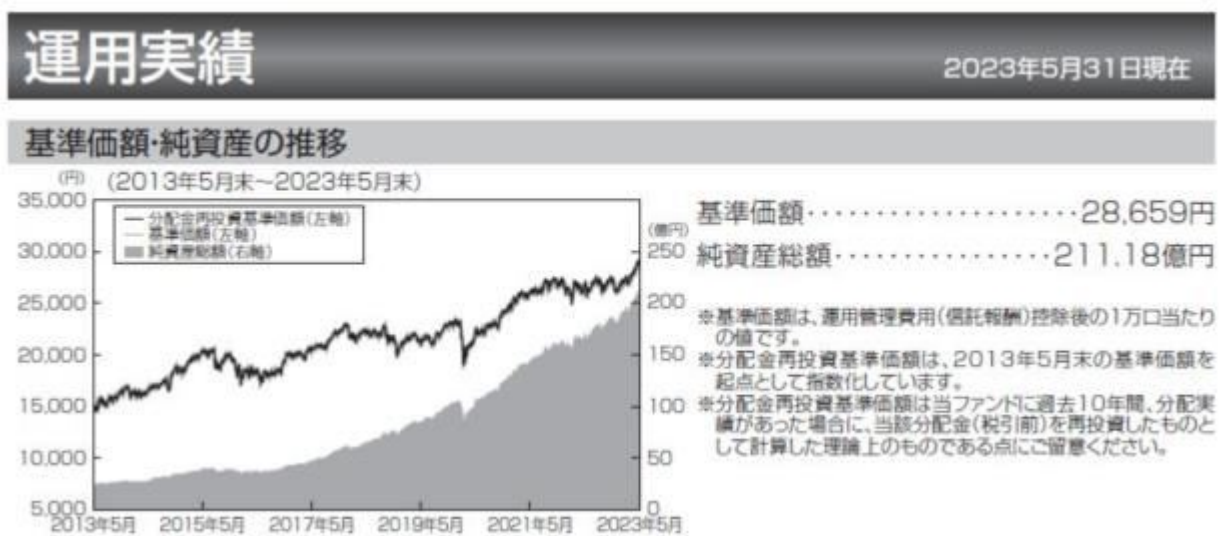 運用実績
2023年5月31日現在
基準価額・純資産の推移
(円) (2013年5月末~2023年5月末)
35,000
30,000
25,000
20,000
15,000
10,000
5,000
分配金再投資基準価額(左軸)
基準価額(左軸)
純資産総額(右軸)
(億円)
250
200
150
100
50
0
2013年5月 2015年5月 2017年5月 2019年5月 2021年5月 2023年5月
基準価額・・・・・・・・・・・・・・・・・・・・28,659円
純資産総額・・・・・・・・・・・・・・・・211.18億円
※基準価額は、運用管理費用(信託報酬)控除後の1万口当たり
の値です。
※分配金再投資基準価額は、2013年5月末の基準価額を
起点として指数化しています。
※分配金再投資基準価額は当ファンドに過去10年間、分配実
績があった場合に、当該分配金(税引前)を再投資したものと
して計算した理論上のものである点にご留意ください。